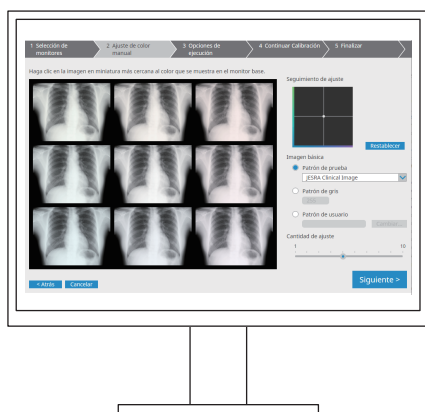 1 Selección de monitores
2 Ajuste de color manual
3 Opciones de ejecución
4 Continuar Calibración
5 Finalizar
Haga clic en la imagen en miniatura más cercana al color que se muestra en el monitor base.
Seguimiento de ajuste
Restablecer
Imagen básica
Patrón de prueba
JESRA Clinical Image
Patrón de gris
Patrón de usuario
Cantidad de ajuste
1
10
< Atrás
Cancelar
Siguiente >